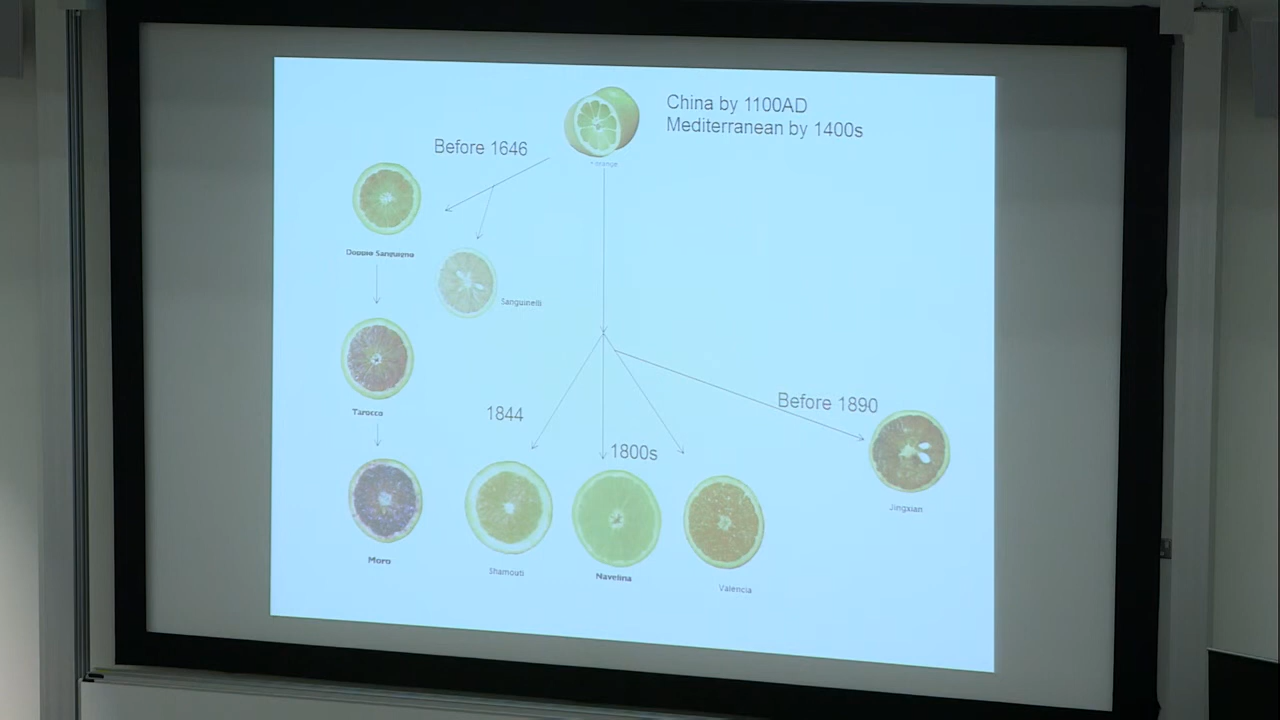 China by 1100AD
Mediterranean by 1400s
orange
Before 1646
Doppio Sanguigno
Sanguinelli
Tarocco
Before 1890
1844
1800s
Jingxian
Moro
Shamouti
Navelina
Valencia